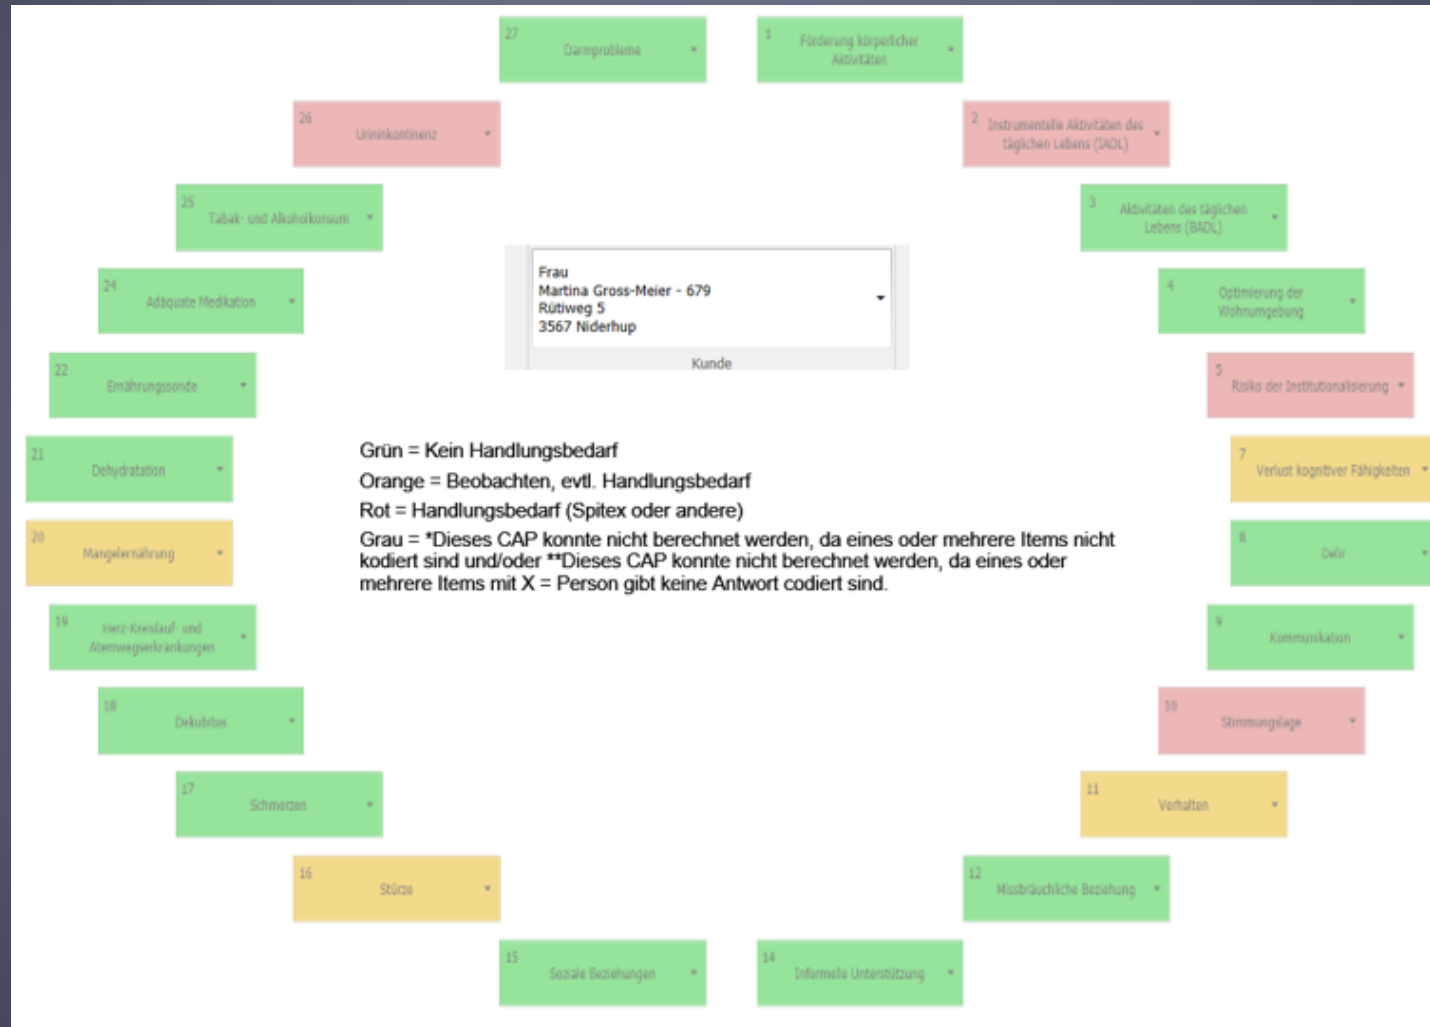 27
Darmprobleme
1
Förderung körperlicher
Aktivitäten
26
Urininkontinenz
2
Instrumentelle Aktivitäten des
täglichen Lebens (IADL)
25
Tabak- und Alkoholkonsum
3
Aktivitäten des täglichen
Lebens (BADL)
24
Adäquate Medikation
4
Optimierung der
Wohnumgebung
Frau
Martina Gross-Meier - 679
Rütiweg 5
3567 Niderhup
Kunde
22
Ernährungssonde
5
Risiko der Institutionalisierung
21
Dehydratation
7
Verlust kognitiver Fähigkeiten
Grün = Kein Handlungsbedarf
Orange = Beobachten, evtl. Handlungsbedarf
Rot = Handlungsbedarf (Spitex oder andere)
Grau = *Dieses CAP konnte nicht berechnet werden, da eines oder mehrere Items nicht
kodiert sind und/oder **Dieses CAP konnte nicht berechnet werden, da eines oder
mehrere Items mit X = Person gibt keine Antwort codiert sind.
20
Mangelernährung
8
Delir
19
Herz-Kreislauf- und
Atemwegserkrankungen
9
Kommunikation
18
Dekubitus
10
Stimmungslage
17
Schmerzen
11
Verhalten
16
Stürze
12
Missbräuchliche Beziehung
15
Soziale Beziehungen
14
Informelle Unterstützung